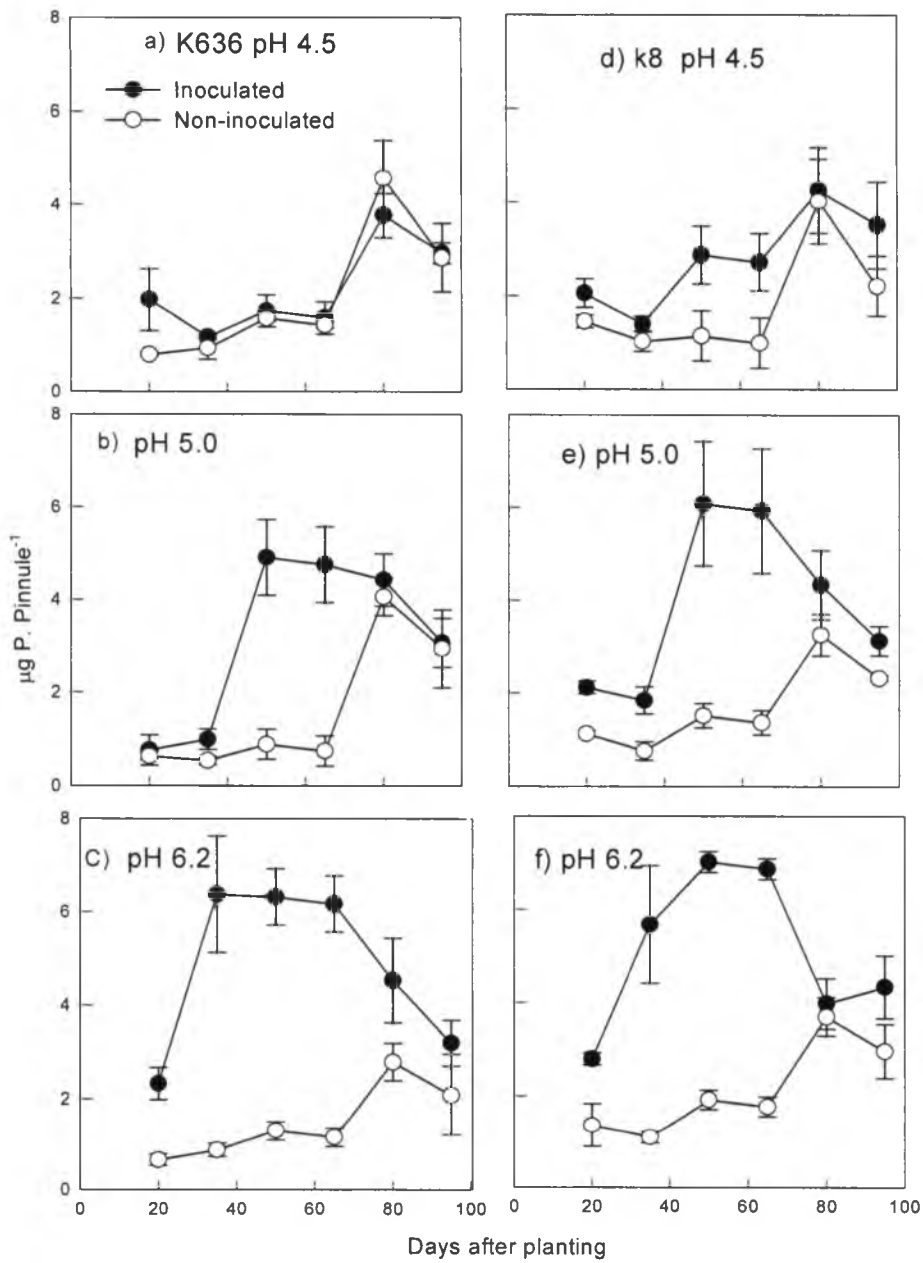 a) K636 pH 4.5
Inoculated
Non-inoculated
8
6
4
2
0
d) k8 pH 4.5
b) pH 5.0
8
6
4
2
0
e) pH 5.0
µg P. Pinnule⁻¹
C) pH 6.2
8
6
4
2
0
0 20 40 60 80 100
f) pH 6.2
0 20 40 60 80 100
Days after planting